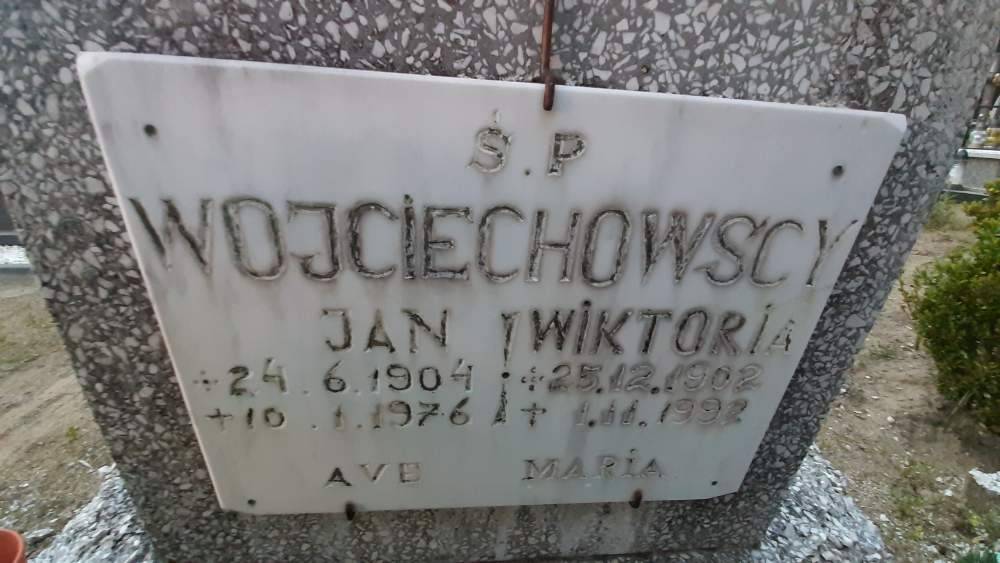 Ś.P
WOJCIECHOWSCY
JAN WIKTORIA
24.6.1904 25.12.1902
+10.1.1976 + 1.11.1992
AVE MARIA